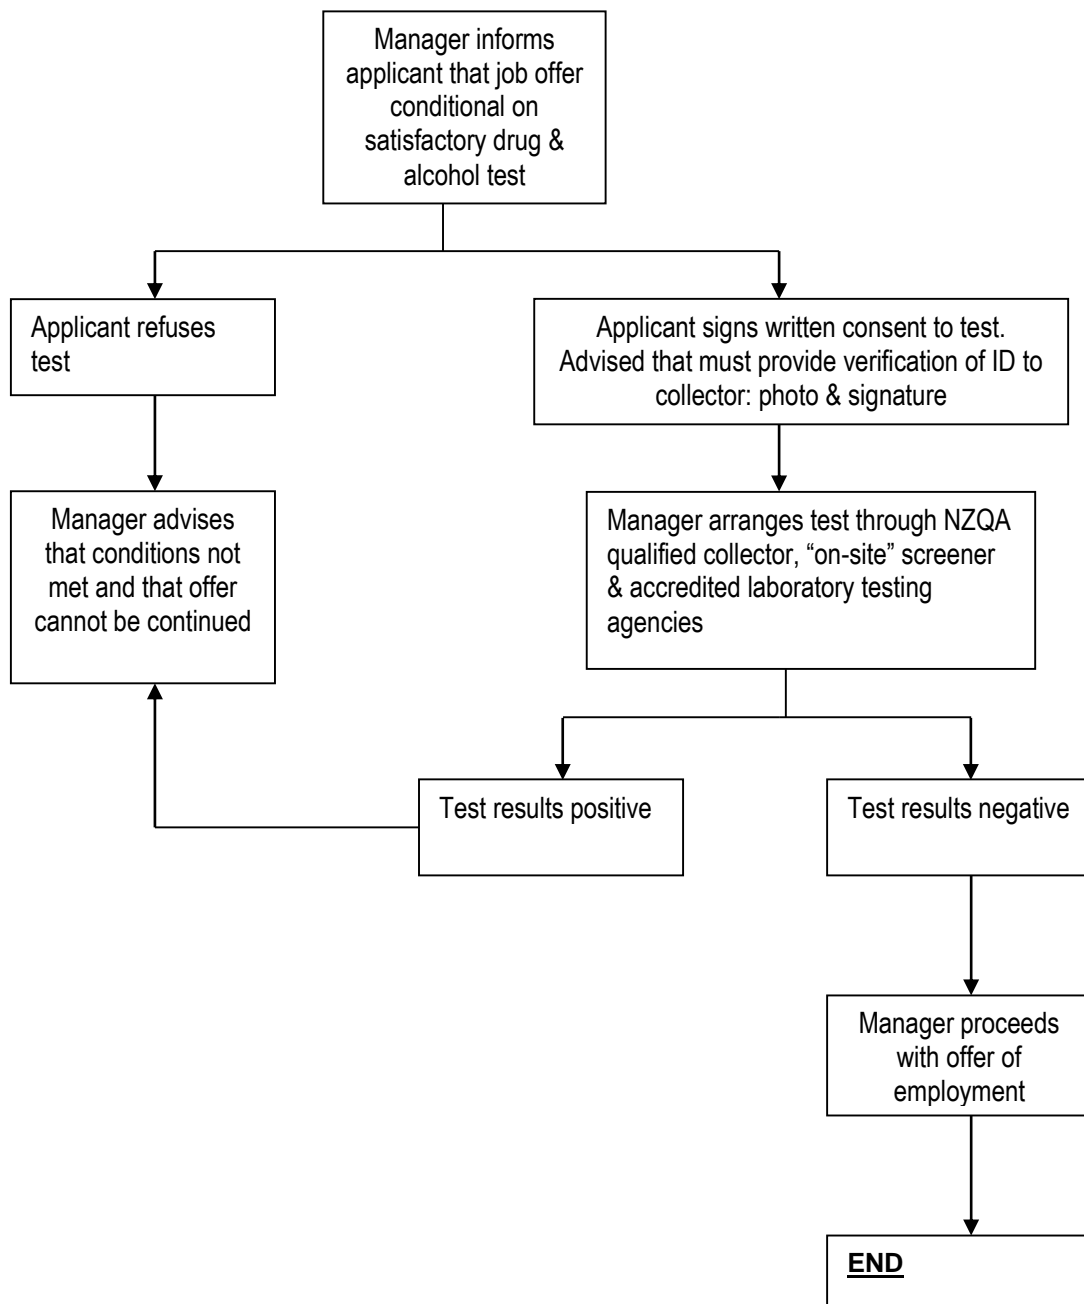 Manager informs
applicant that job offer
conditional on
satisfactory drug &
alcohol test
Applicant refuses
test
Applicant signs written consent to test.
Advised that must provide verification of ID to
collector: photo & signature
Manager advises
that conditions not
met and that offer
cannot be continued
Manager arranges test through NZQA
qualified collector, “on-site” screener
& accredited laboratory testing
agencies
Test results positive
Test results negative
Manager proceeds
with offer of
employment
END